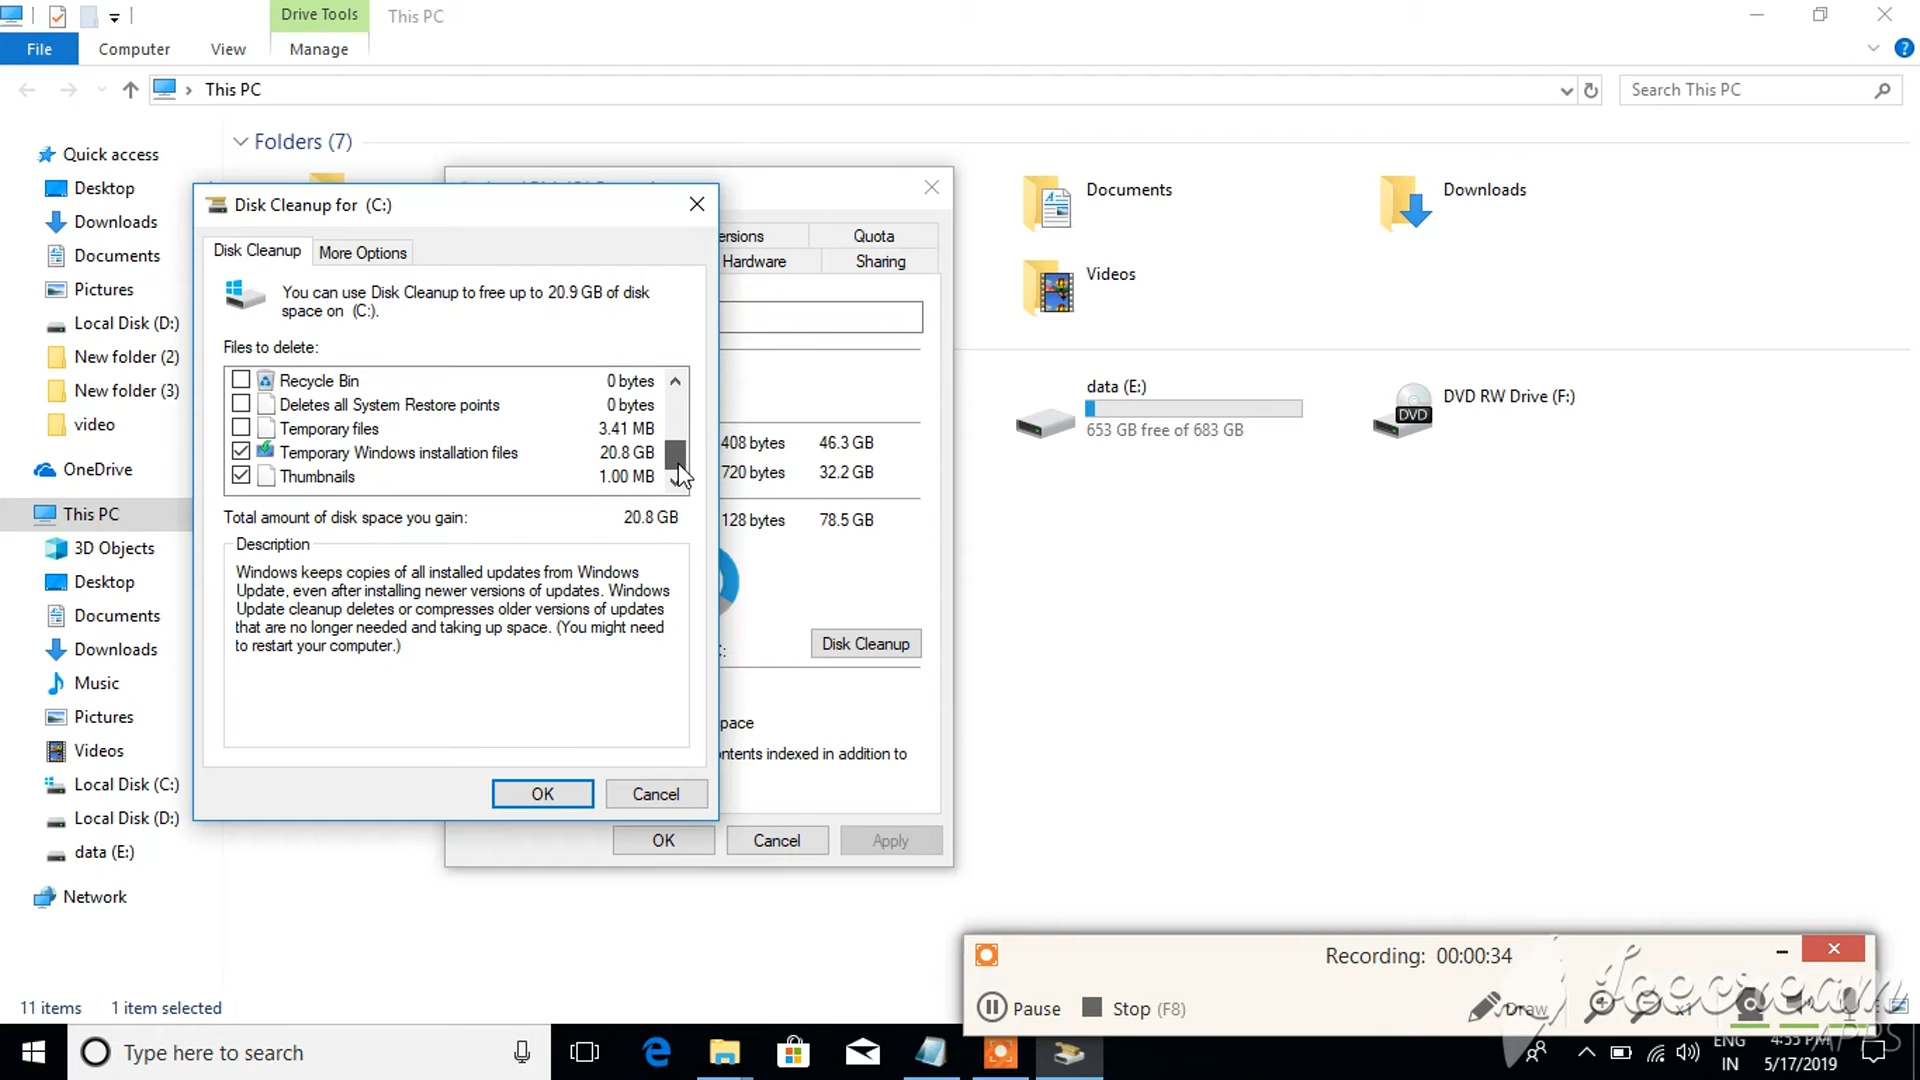 Drive Tools
This PC
File
Computer
View
Manage
This PC
Search This PC
Quick access
Desktop
Downloads
Documents
Pictures
Local Disk (D:)
New folder (2)
New folder (3)
video
OneDrive
This PC
3D Objects
Desktop
Documents
Downloads
Music
Pictures
Videos
Local Disk (C:)
Local Disk (D:)
data (E:)
Network
Folders (7)
Documents
Downloads
Videos
data (E:)
653 GB free of 683 GB
DVD RW Drive (F:)
DVD
Disk Cleanup for (C:)
Disk Cleanup
More Options
You can use Disk Cleanup to free up to 20.9 GB of disk
space on (C:).
Files to delete:
Recycle Bin 0 bytes
Deletes all System Restore points 0 bytes
Temporary files 3.41 MB
Temporary Windows installation files 20.8 GB
Thumbnails 1.00 MB
Total amount of disk space you gain: 20.8 GB
Description
Windows keeps copies of all installed updates from Windows
Update, even after installing newer versions of updates. Windows
Update cleanup deletes or compresses older versions of updates
that are no longer needed and taking up space. (You might need
to restart your computer.)
OK
Cancel
ersions
Quota
Hardware
Sharing
408 bytes 46.3 GB
720 bytes 32.2 GB
128 bytes 78.5 GB
C:
Disk Cleanup
pace
ontents indexed in addition to
OK
Cancel
Apply
Recording: 00:00:34
Pause
Stop (F8)
Draw
x1
APPS
11 items
1 item selected
Type here to search
ENG
IN
4:55 PM
5/17/2019